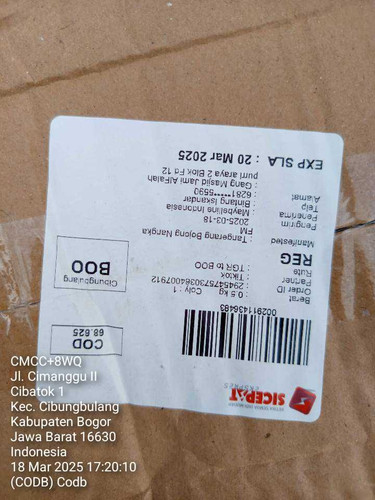 SICEPAT
EKSPRES
002911436483
COD
68.625
Berat : 0.5 kg Coly : 1
Order ID :
Partner : Tiktok
Rute : TGR to BOO
REG
BOO
Cibungbulang
Manifested : Tangerang Bojong Nangka
FM
2025-03-18
Pengirim : Maybelline Indonesia
Penerima : Bintang Iskandar
Telp : 6281*****5590
Alamat : Gang Masjid Jami AlFalah
puri araya 2 Blok Fd 12
EXP SLA : 20 Mar 2025
CMCC+8WQ
Jl. Cimanggu II
Cibatok 1
Kec. Cibungbulang
Kabupaten Bogor
Jawa Barat 16630
Indonesia
18 Mar 2025 17:20:10
(CODB) Codb